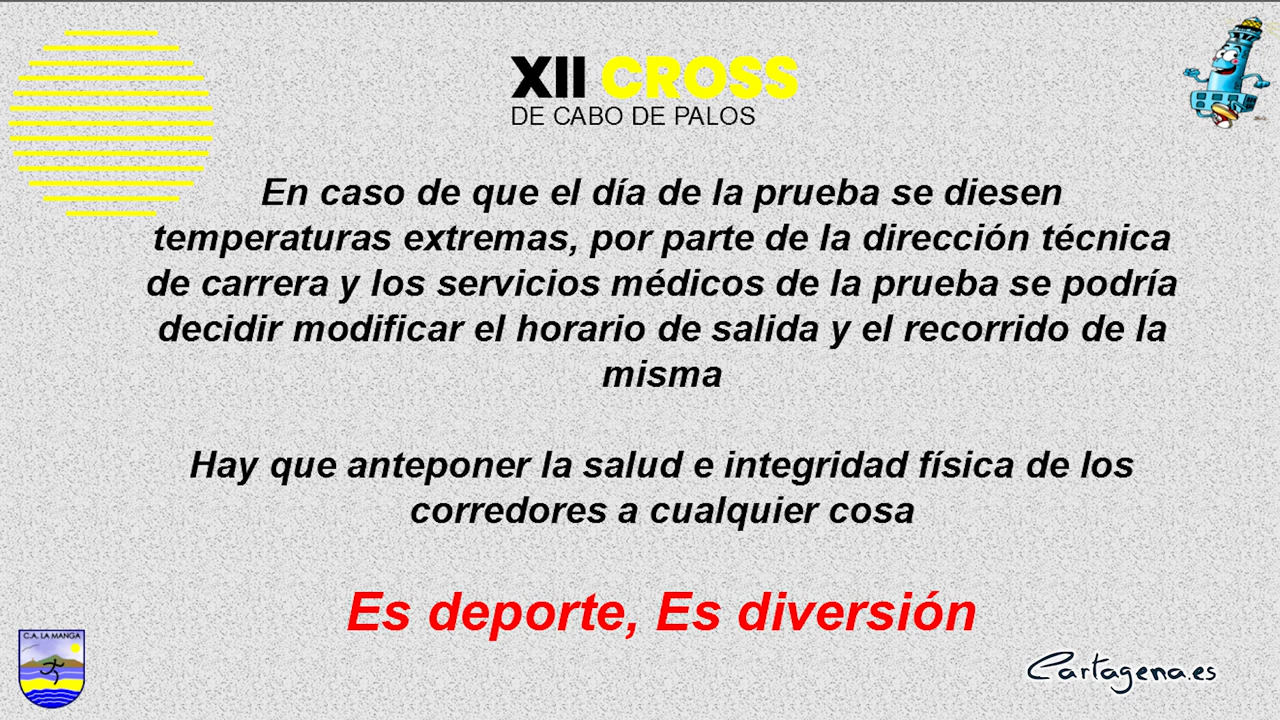 XII CROSS
DE CABO DE PALOS
En caso de que el día de la prueba se diesen
temperaturas extremas, por parte de la dirección técnica
de carrera y los servicios médicos de la prueba se podría
decidir modificar el horario de salida y el recorrido de la
misma
Hay que anteponer la salud e integridad física de los
corredores a cualquier cosa
Es deporte, Es diversión
C.A. LA MANGA
Cartagena.es